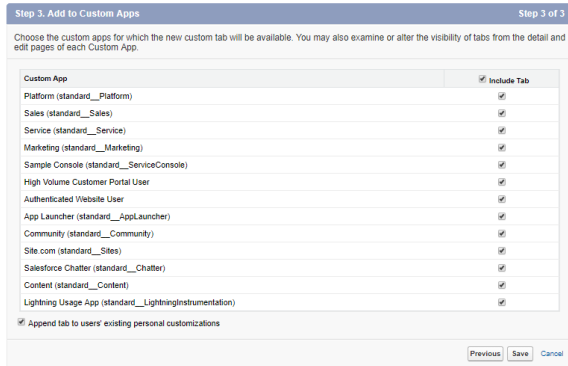 Step 3. Add to Custom Apps Step 3 of 3
Choose the custom apps for which the new custom tab will be available. You may also examine or alter the visibility of tabs from the detail and
edit pages of each Custom App.
Custom App Include Tab
Platform (standard__Platform)
Sales (standard__Sales)
Service (standard__Service)
Marketing (standard__Marketing)
Sample Console (standard__ServiceConsole)
High Volume Customer Portal User
Authenticated Website User
App Launcher (standard__AppLauncher)
Community (standard__Community)
Site.com (standard__Sites)
Salesforce Chatter (standard__Chatter)
Content (standard__Content)
Lightning Usage App (standard__LightningInstrumentation)
Append tab to users' existing personal customizations
Previous Save Cancel